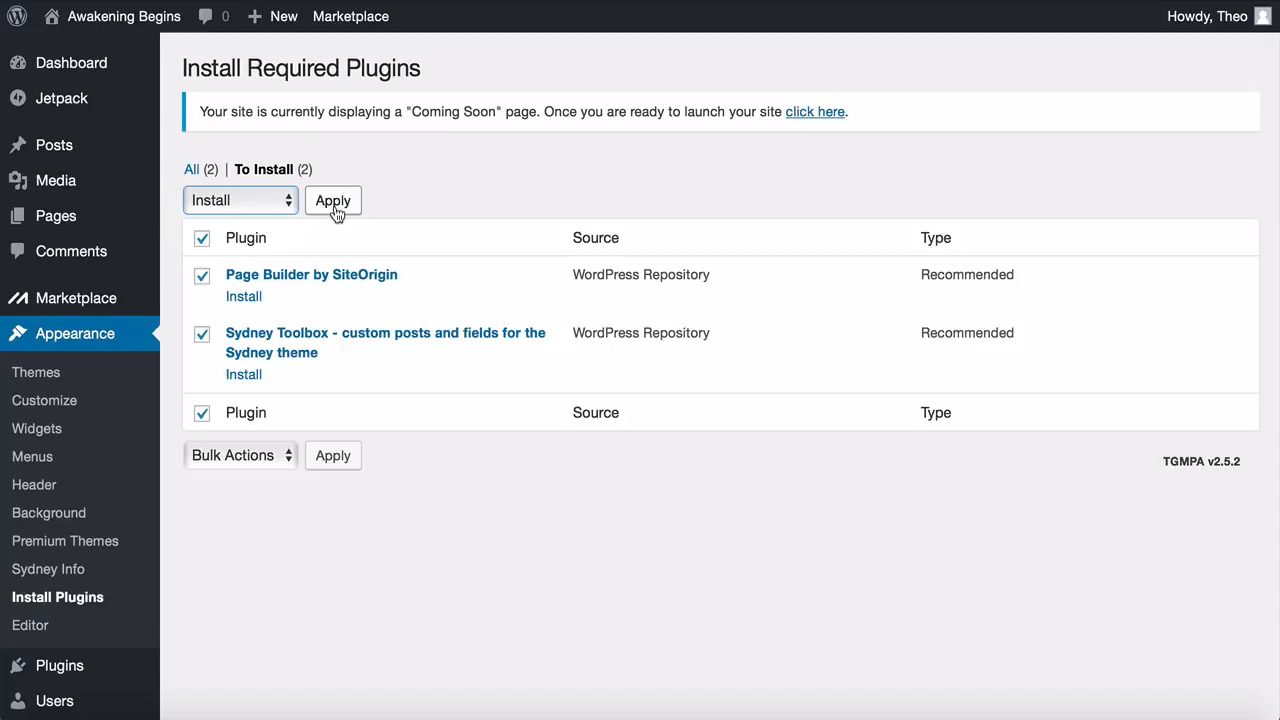 Awakening Begins 0 New Marketplace Howdy, Theo
Dashboard
Jetpack
Posts
Media
Pages
Comments
Marketplace
Appearance
Themes
Customize
Widgets
Menus
Header
Background
Premium Themes
Sydney Info
Install Plugins
Editor
Plugins
Users
Install Required Plugins
Your site is currently displaying a "Coming Soon" page. Once you are ready to launch your site click here.
All (2) | To Install (2)
Install Apply
Plugin Source Type
Page Builder by SiteOrigin WordPress Repository Recommended
Install
Sydney Toolbox - custom posts and fields for the WordPress Repository Recommended
Sydney theme
Install
Plugin Source Type
Bulk Actions Apply
TGMPA v2.5.2